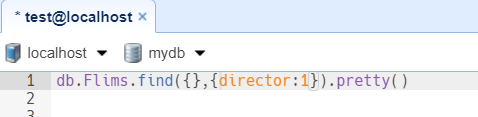 * test@localhost ×
localhost mydb
1 db.Flims.find({},{director:1}).pretty()
2
3